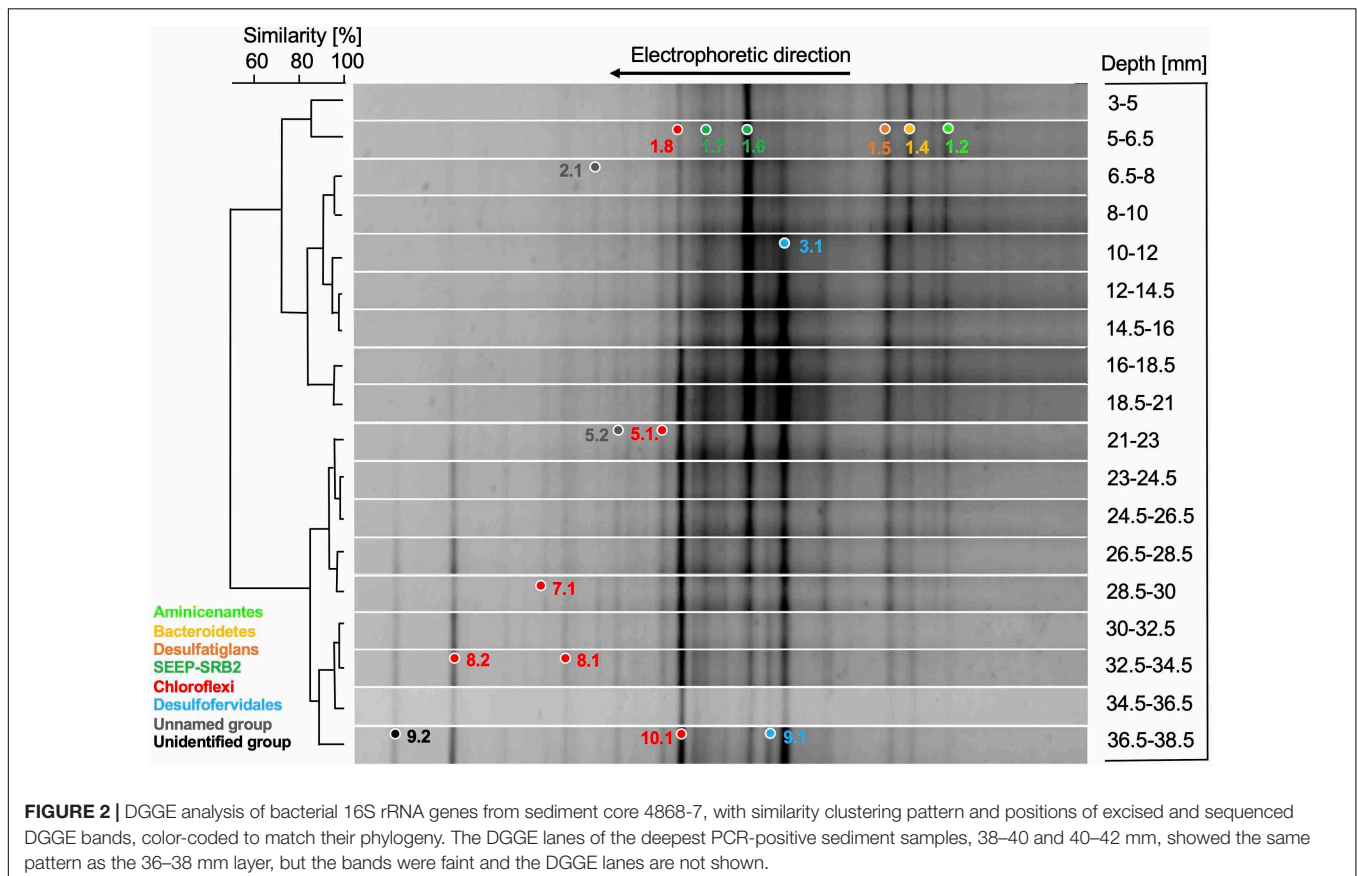 Similarity [%]
60 80 100
Electrophoretic direction
Depth [mm]
3-5
1.8 1.7 1.6 1.5 1.4 1.2 5-6.5
2.1 6.5-8
8-10
3.1 10-12
12-14.5
14.5-16
16-18.5
18.5-21
5.2 5.1. 21-23
23-24.5
24.5-26.5
26.5-28.5
7.1 28.5-30
Aminicenantes 30-32.5
Bacteroidetes
Desulfatiglans 8.2 8.1 32.5-34.5
SEEP-SRB2
Chloroflexi 34.5-36.5
Desulfofervidales
Unnamed group
Unidentified group 9.2 10.1 9.1 36.5-38.5
FIGURE 2 | DGGE analysis of bacterial 16S rRNA genes from sediment core 4868-7, with similarity clustering pattern and positions of excised and sequenced
DGGE bands, color-coded to match their phylogeny. The DGGE lanes of the deepest PCR-positive sediment samples, 38–40 and 40–42 mm, showed the same
pattern as the 36–38 mm layer, but the bands were faint and the DGGE lanes are not shown.